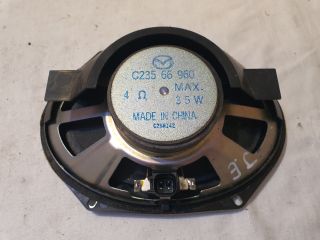 C235 66 960
4 Ω MAX.
35W
MADE IN CHINA
J.E